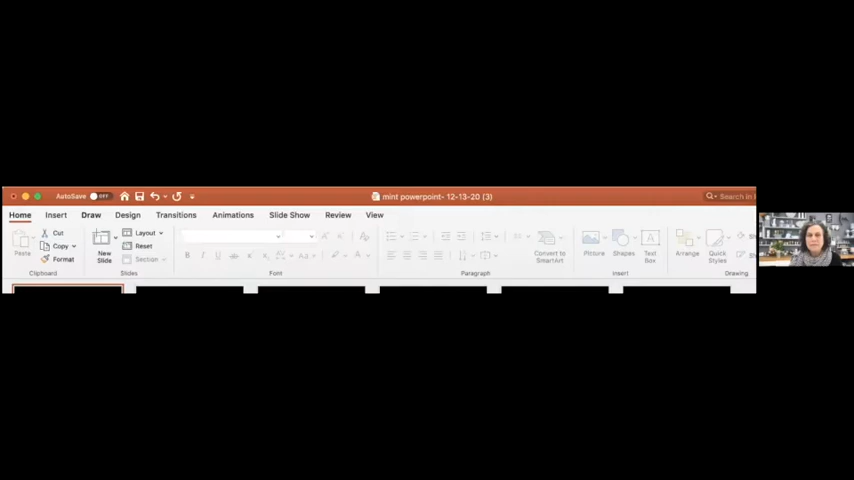 AutoSave OFF mint powerpoint- 12-13-20 (3) Search in
Home Insert Draw Design Transitions Animations Slide Show Review View
Paste Cut Copy Format
New Slide Layout Reset Section
B I U
Convert to SmartArt
Picture Shapes Text Box
Arrange Quick Styles
Clipboard Slides Font Paragraph Insert Drawing